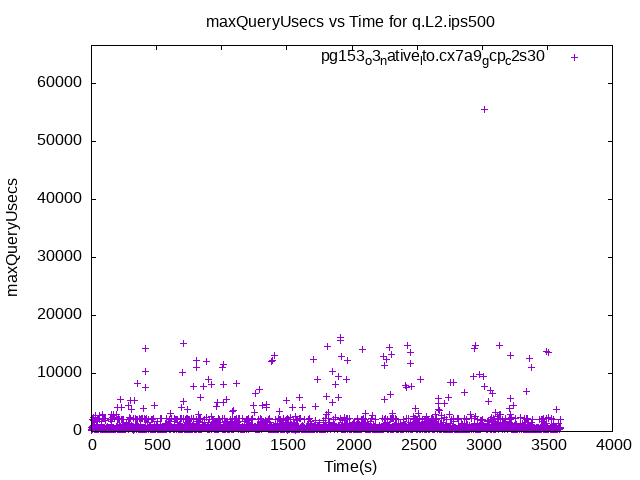 maxQueryUsecs vs Time for q.L2.ips500
pg153o3native_lto.cx7a9gcpc2s30
60000
50000
40000
30000
20000
10000
0
maxQueryUsecs
0 500 1000 1500 2000 2500 3000 3500 4000
Time(s)